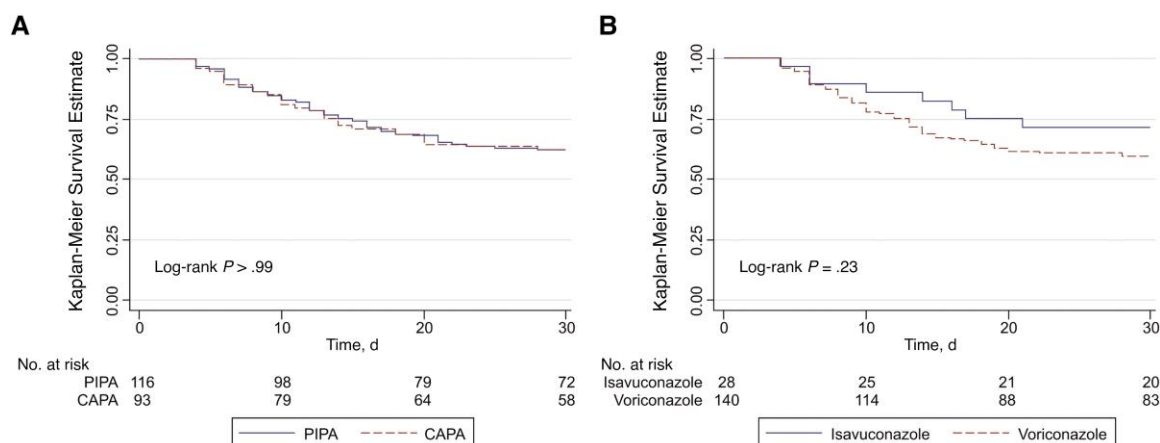 A
Kaplan-Meier Survival Estimate
1.00
0.75
0.50
0.25
0.00
Log-rank P > .99
0 10 20 30
Time, d
No. at risk
PIPA 116 98 79 72
CAPA 93 79 64 58
PIPA CAPA
B
Kaplan-Meier Survival Estimate
1.00
0.75
0.50
0.25
0.00
Log-rank P = .23
0 10 20 30
Time, d
No. at risk
Isavuconazole 28 25 21 20
Voriconazole 140 114 88 83
Isavuconazole Voriconazole